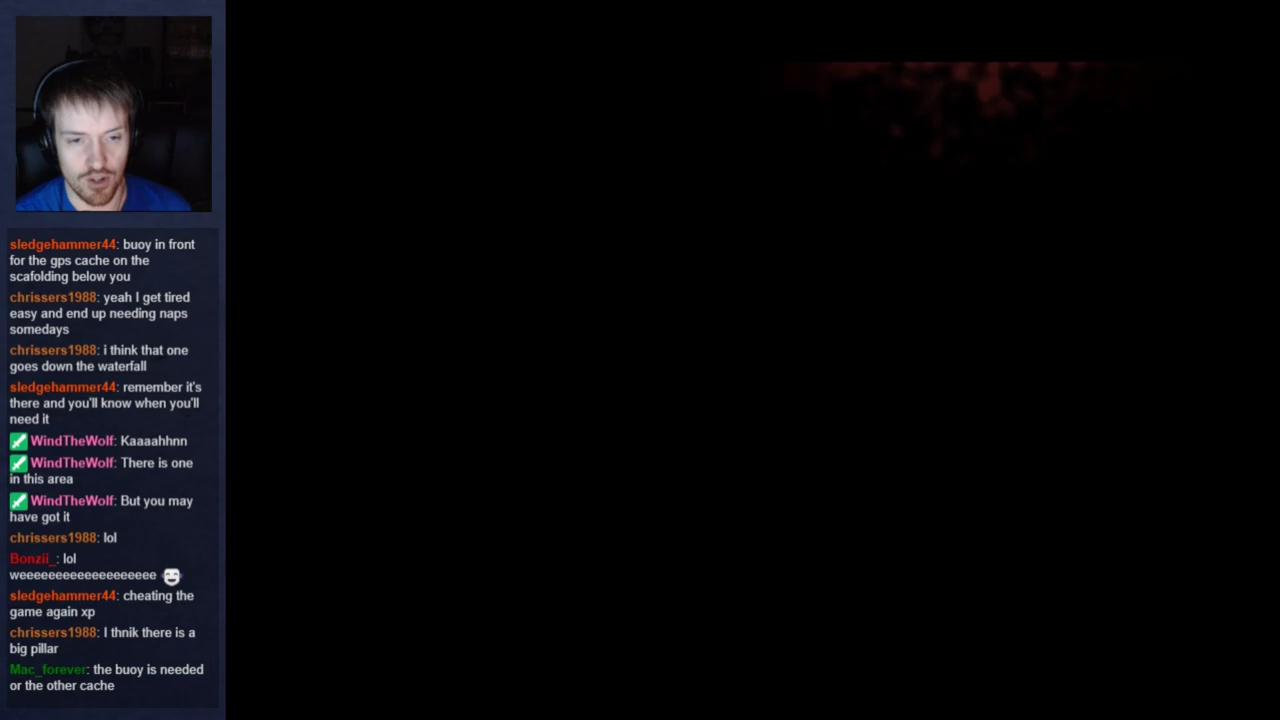 sledgehammer44: buoy in front
for the gps cache on the
scafolding below you
chrissers1988: yeah I get tired
easy and end up needing naps
somedays
chrissers1988: i think that one
goes down the waterfall
sledgehammer44: remember it's
there and you'll know when you'll
need it
WindTheWolf: Kaaaahhnn
WindTheWolf: There is one
in this area
WindTheWolf: But you may
have got it
chrissers1988: lol
Bonzii_: lol
weeeeeeeeeeeeeeeeeee
sledgehammer44: cheating the
game again xp
chrissers1988: I thnik there is a
big pillar
Mac_forever: the buoy is needed
or the other cache